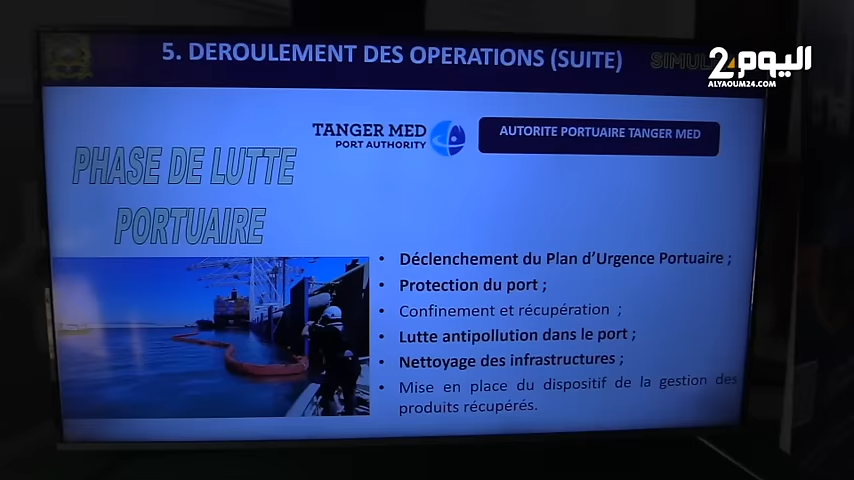 5. DEROULEMENT DES OPERATIONS (SUITE)
SIMUL
اليوم24
ALYAOUM24.COM
TANGER MED
PORT AUTHORITY
AUTORITE PORTUAIRE TANGER MED
PHASE DE LUTTE
PORTUAIRE
• Déclenchement du Plan d’Urgence Portuaire ;
• Protection du port ;
• Confinement et récupération ;
• Lutte antipollution dans le port ;
• Nettoyage des infrastructures ;
• Mise en place du dispositif de la gestion des
produits récupérés.